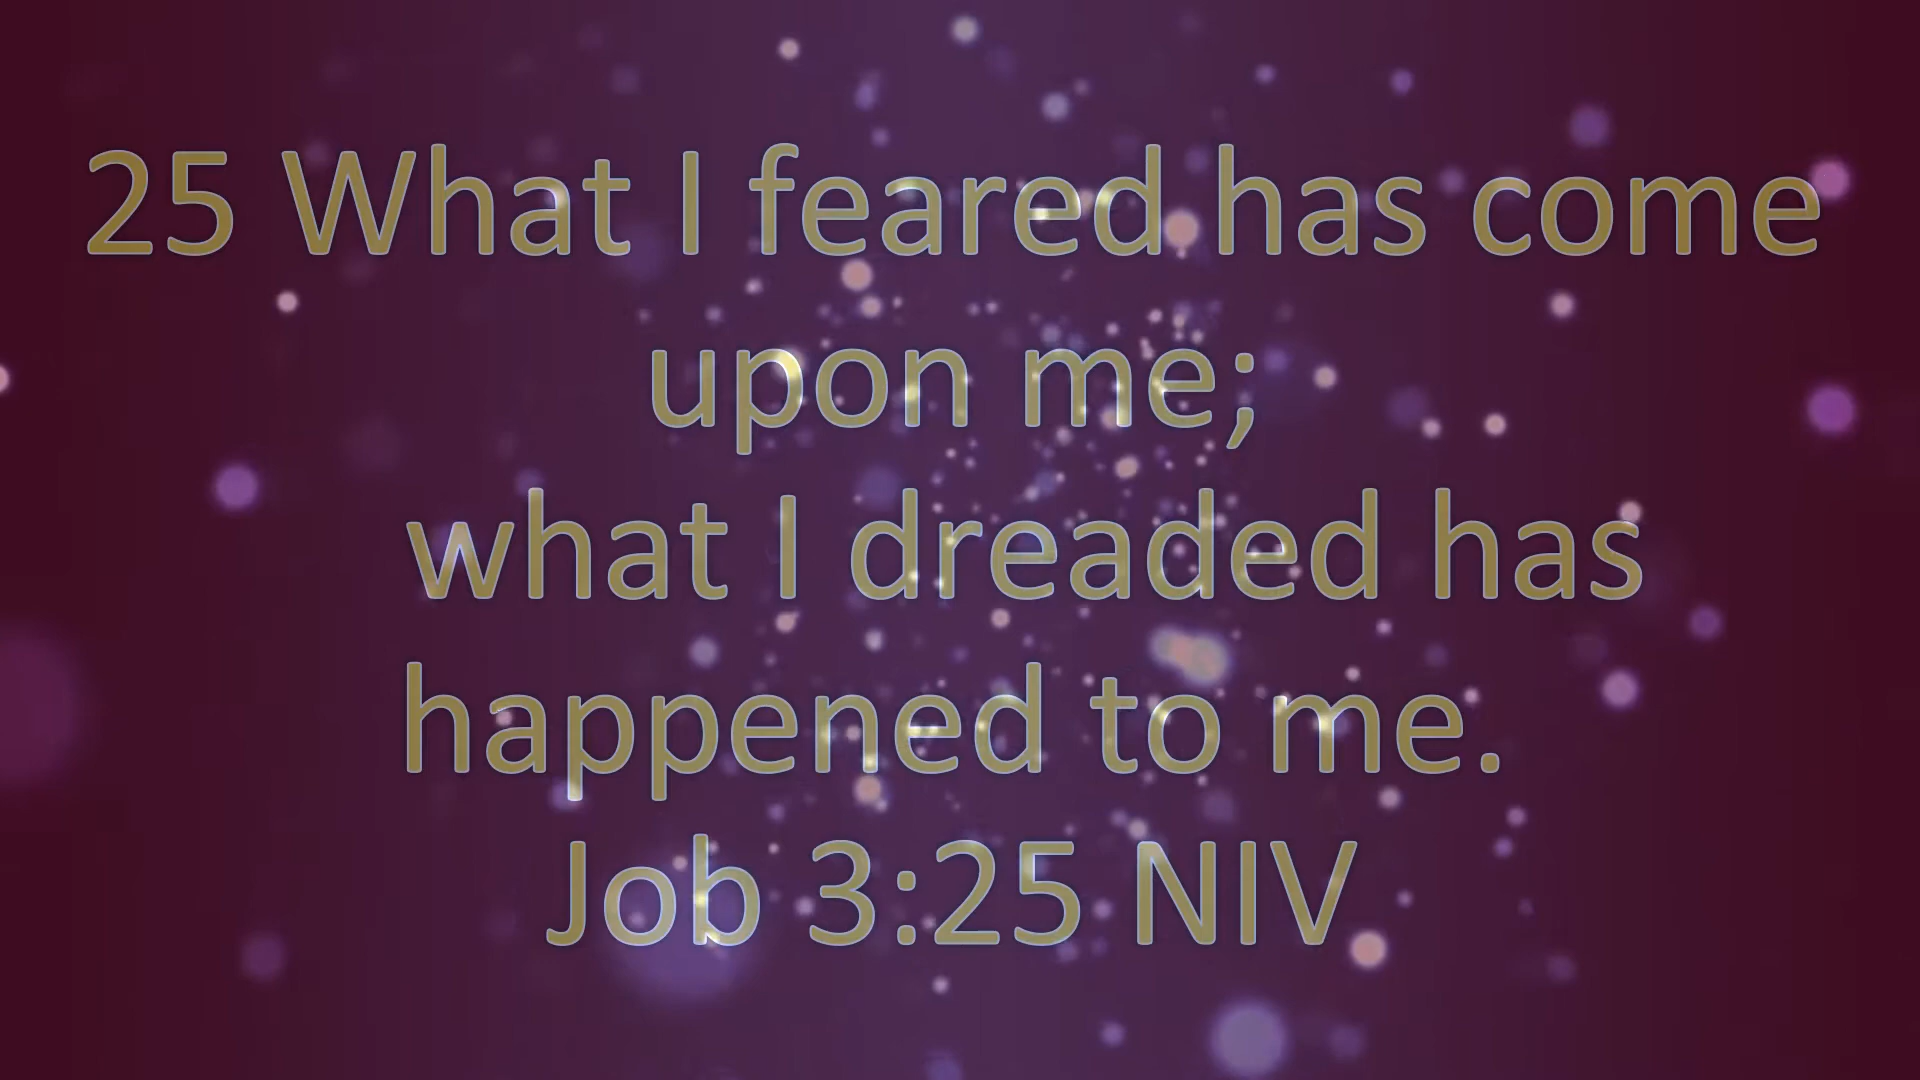 25 What I feared has come
upon me;
what I dreaded has
happened to me.
Job 3:25 NIV